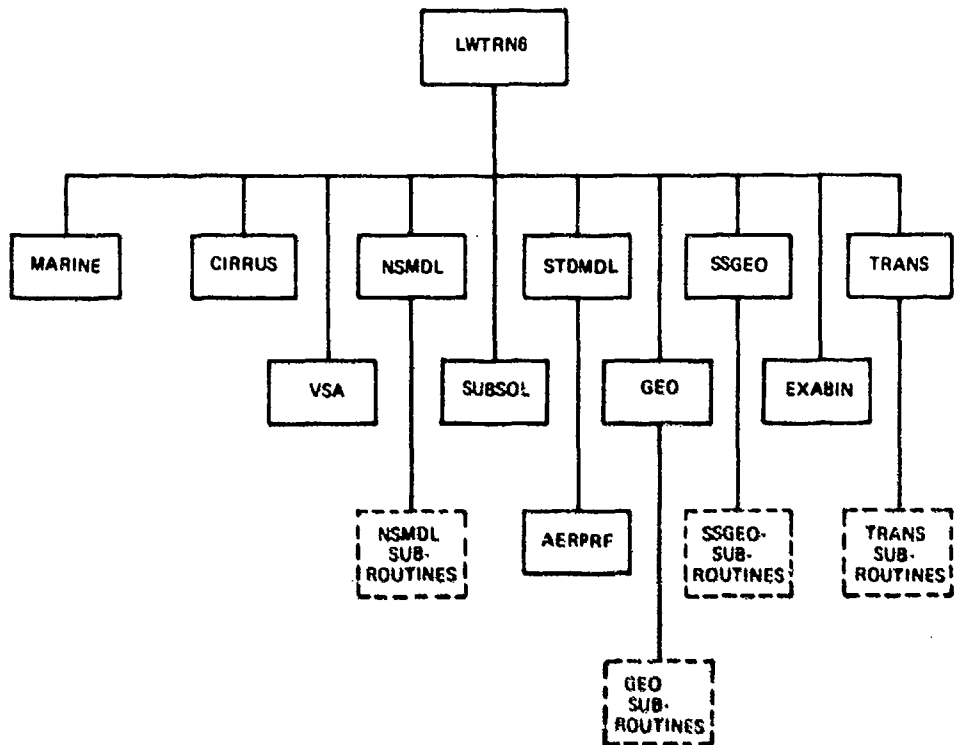 LWTRN6
MARINE
CIRRUS
NSMDL
STDMDL
SSGEO
TRANS
VSA
SUBSOL
GEO
EXABIN
NSMDL
SUB-
ROUTINES
AERPRF
SSGEO-
SUB-
ROUTINES
TRANS
SUB-
ROUTINES
GEO
SUB-
ROUTINES